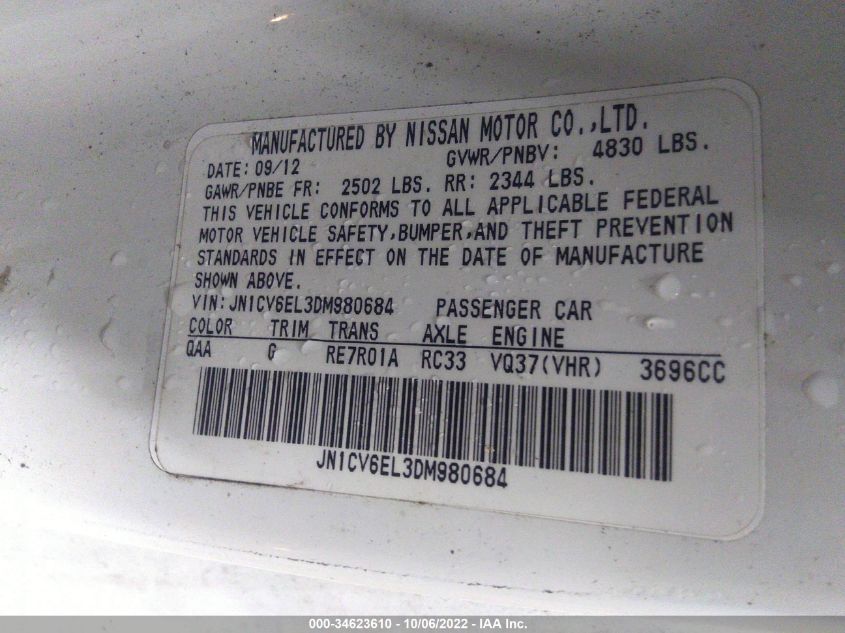 MANUFACTURED BY NISSAN MOTOR CO.,LTD.
DATE: 09/12 GVWR/PNBV: 4830 LBS.
GAWR/PNBE FR: 2502 LBS. RR: 2344 LBS.
THIS VEHICLE CONFORMS TO ALL APPLICABLE FEDERAL
MOTOR VEHICLE SAFETY,BUMPER,AND THEFT PREVENTION
STANDARDS IN EFFECT ON THE DATE OF MANUFACTURE
SHOWN ABOVE.
VIN: JN1CV6EL3DM980684 PASSENGER CAR
COLOR TRIM TRANS AXLE ENGINE
QAA G RE7R01A RC33 VQ37(VHR) 3696CC
JN1CV6EL3DM980684
000-34623610 - 10/06/2022 - IAA Inc.